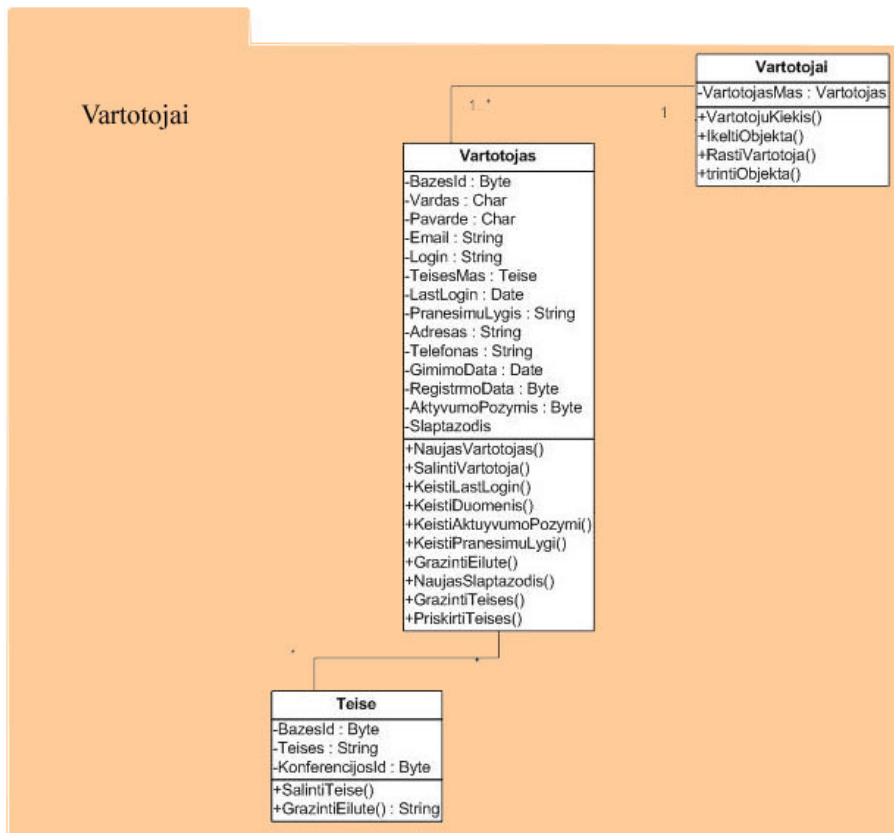 Vartotojai
Vartotojai
-VartotojasMas : Vartotojas
+VartotojuKiekis()
+IkeltiObjekta()
+RastiVartotoja()
+trintiObjekta()
1..*
1
Vartotojas
-BazesId : Byte
-Vardas : Char
-Pavarde : Char
-Email : String
-Login : String
-TeisesMas : Teise
-LastLogin : Date
-PranesimuLygis : String
-Adresas : String
-Telefonas : String
-GimimoData : Date
-RegistrmoData : Byte
-AktyvumoPozymis : Byte
-Slaptazodis
+NaujasVartotojas()
+SalintiVartotoja()
+KeistiLastLogin()
+KeistiDuomenis()
+KeistiAktuyvumoPozymi()
+KeistiPranesimuLygi()
+GrazintiEilute()
+NaujasSlaptazodis()
+GrazintiTeises()
+PriskirtiTeises()
*
*
Teise
-BazesId : Byte
-Teises : String
-KonferencijosId : Byte
+SalintiTeise()
+GrazintiEilute() : String